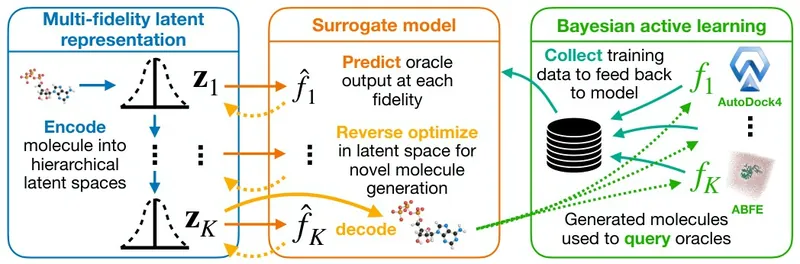 Multi-fidelity latent
representation
Encode
molecule into
hierarchical
latent spaces
z1
⋮ ⋮
zK
Surrogate model
f̂1
Predict oracle
output at each
fidelity
⋮
Reverse optimize
in latent space for
novel molecule
generation
f̂K
decode
Bayesian active learning
Collect training
data to feed back
to model
f1
AutoDock4
⋮
fK
ABFE
Generated molecules
used to query oracles